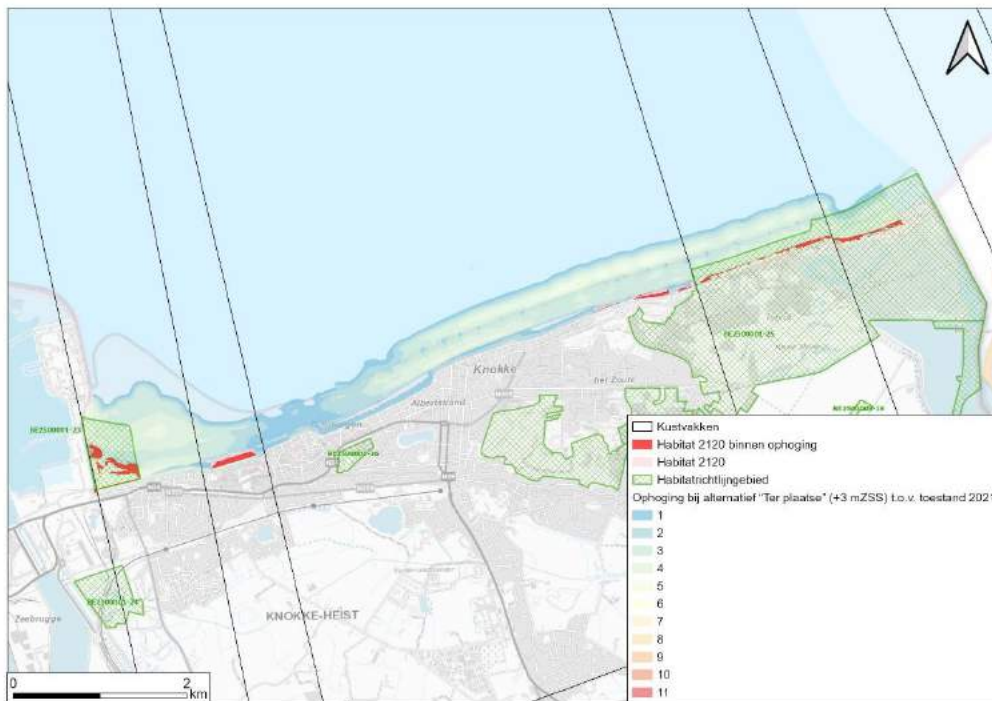 Knokke
Het Zoute
Albertstrand
Duinbergen
BE2500001-23
BE2500001-25
KNOKKE-HEIST
Zeebrugge
0 2
km
Kustvakken
Habitat 2120 binnen ophoging
Habitat 2120
Habitatrichtlijngebied
Ophoging bij alternatief "Ter plaatse" (+3 mZSS) t.o.v. toestand 2021
1
2
3
4
5
6
7
8
9
10
11